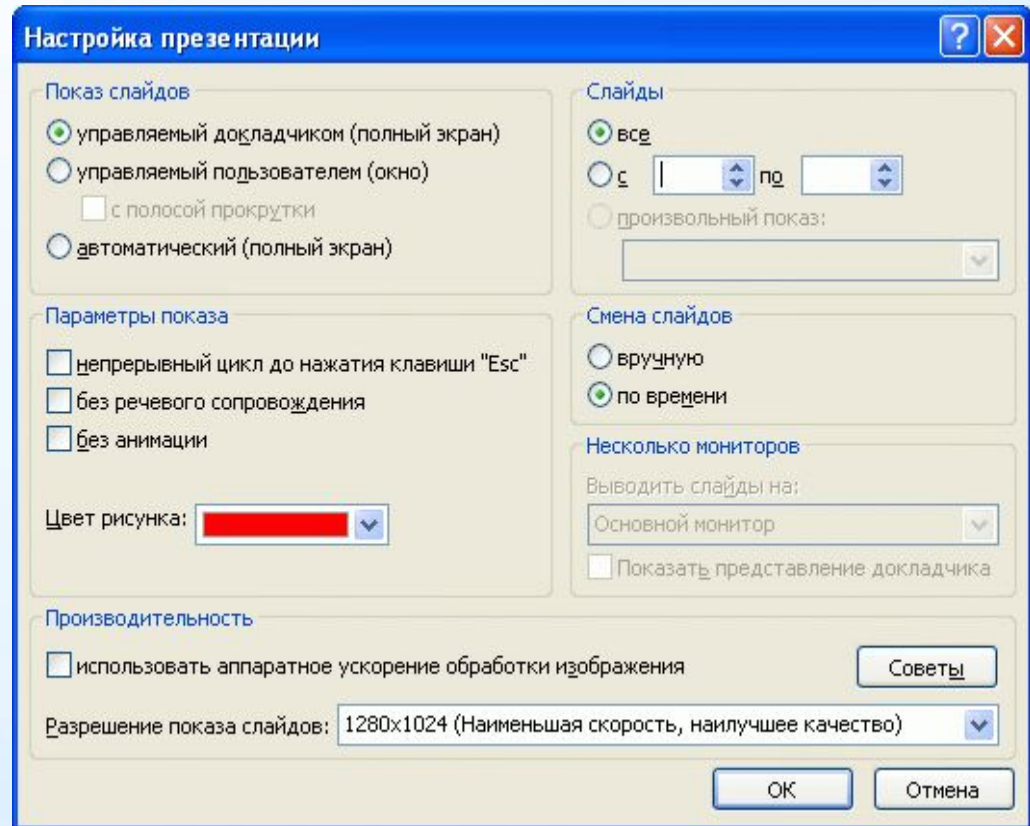 Настройка презентации
Показ слайдов
управляемый докладчиком (полный экран)
управляемый пользователем (окно)
с полосой прокрутки
автоматический (полный экран)
Слайды
все
с по
произвольный показ:
Параметры показа
непрерывный цикл до нажатия клавиши "Esc"
без речевого сопровождения
без анимации
Цвет рисунка:
Смена слайдов
вручную
по времени
Несколько мониторов
Выводить слайды на:
Основной монитор
Показать представление докладчика
Производительность
использовать аппаратное ускорение обработки изображения
Советы
Разрешение показа слайдов: 1280x1024 (Наименьшая скорость, наилучшее качество)
ОК Отмена